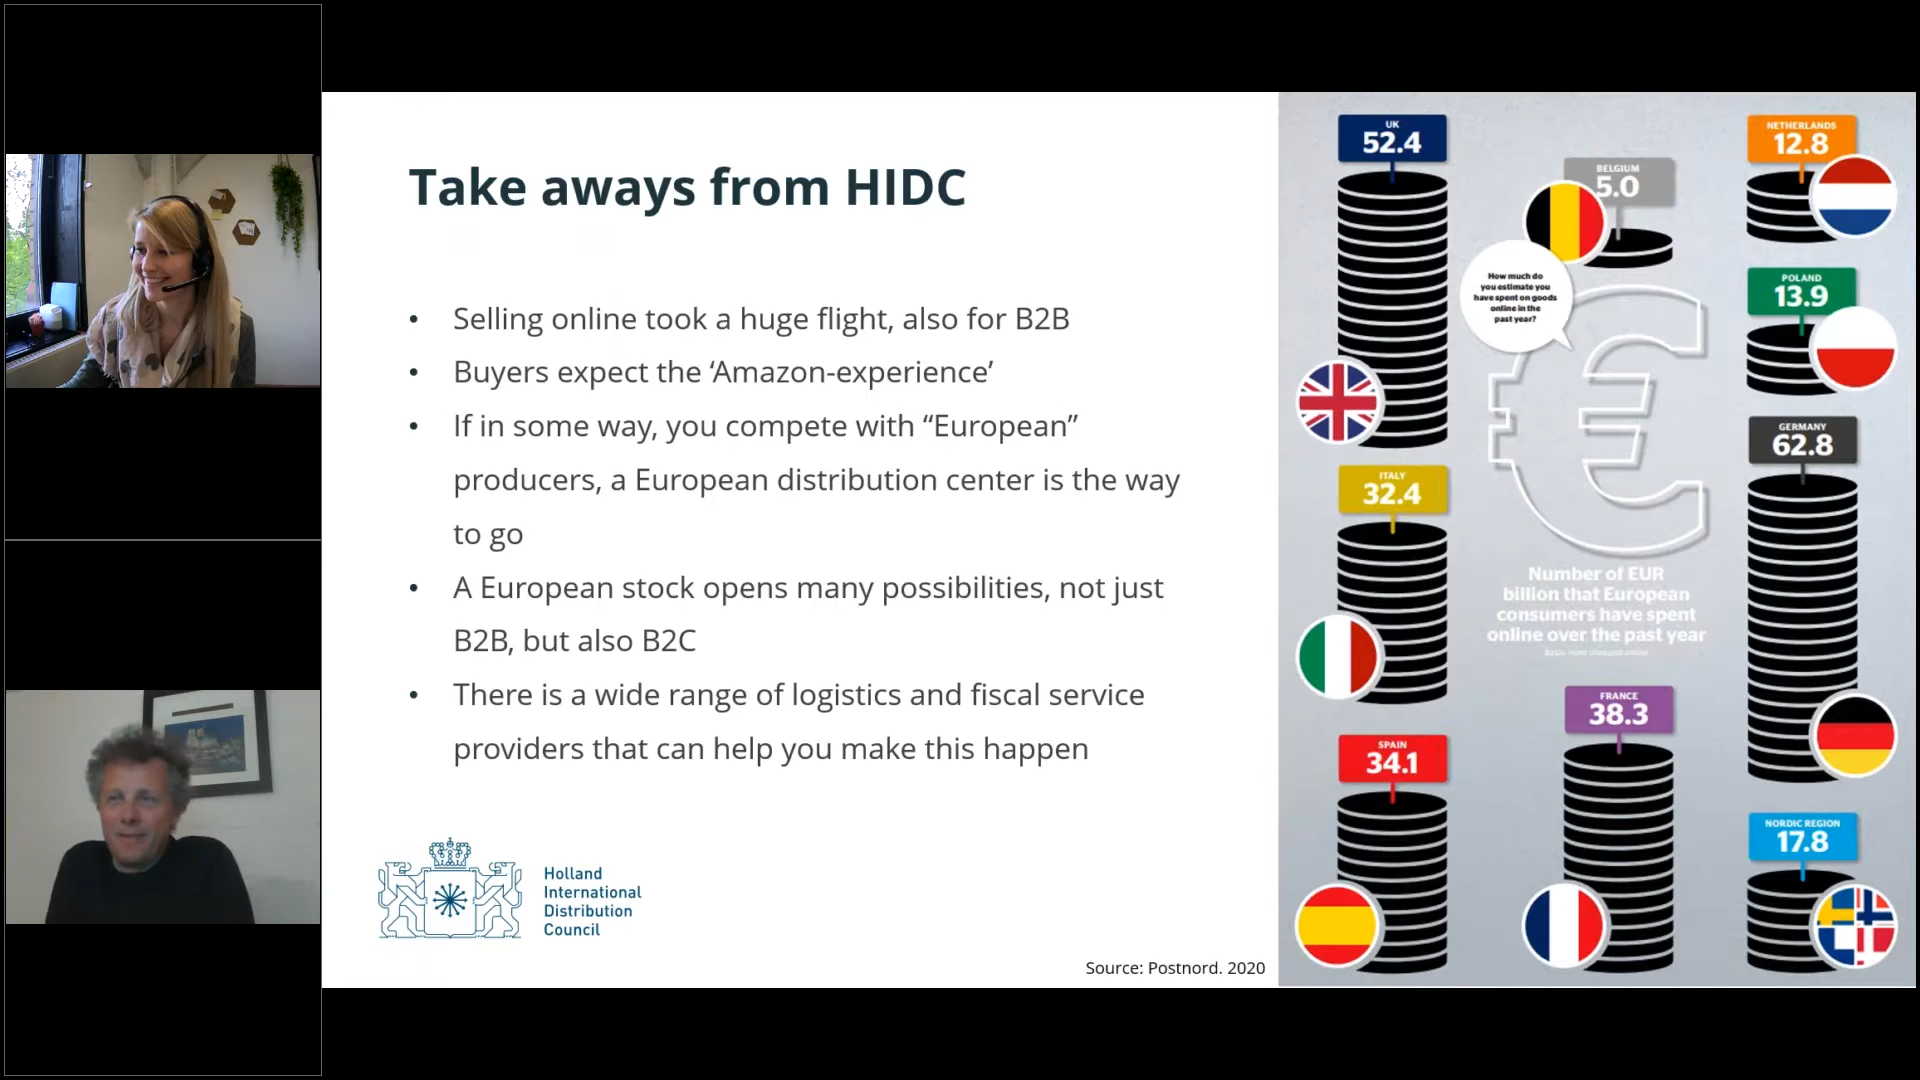 Take aways from HIDC
• Selling online took a huge flight, also for B2B
• Buyers expect the ‘Amazon-experience’
• If in some way, you compete with “European”
producers, a European distribution center is the way
to go
• A European stock opens many possibilities, not just
B2B, but also B2C
• There is a wide range of logistics and fiscal service
providers that can help you make this happen
Holland
International
Distribution
Council
Source: Postnord. 2020
UK
52.4
BELGIUM
5.0
NETHERLANDS
12.8
How much do
you estimate you
have spent on goods
online in the
past year?
POLAND
13.9
€
GERMANY
62.8
ITALY
32.4
Number of EUR
billion that European
consumers have spent
online over the past year
Basis: Have shopped online
FRANCE
38.3
SPAIN
34.1
NORDIC REGION
17.8